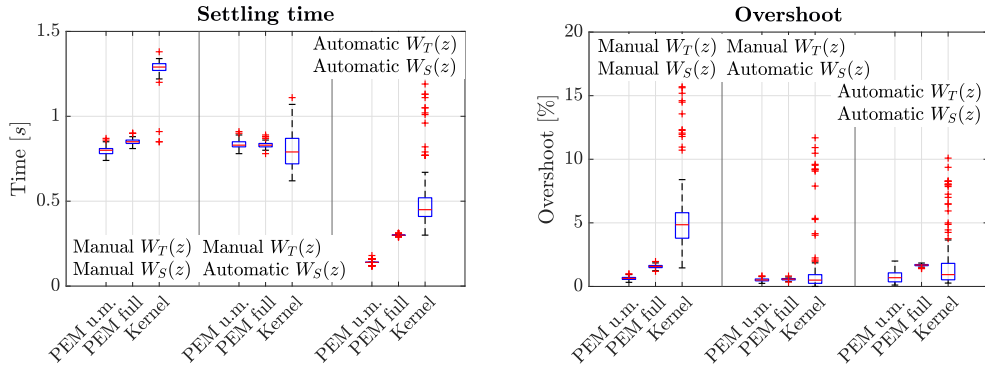 Settling time
Time [s]
1.5
1
0.5
0
Automatic W_T(z)
Automatic W_S(z)
Manual W_T(z)
Manual W_S(z)
Manual W_T(z)
Automatic W_S(z)
PEM u.m.
PEM full
Kernel
PEM u.m.
PEM full
Kernel
PEM u.m.
PEM full
Kernel
Overshoot
Overshoot [%]
20
15
10
5
0
Manual W_T(z)
Manual W_S(z)
Manual W_T(z)
Automatic W_S(z)
Automatic W_T(z)
Automatic W_S(z)
PEM u.m.
PEM full
Kernel
PEM u.m.
PEM full
Kernel
PEM u.m.
PEM full
Kernel